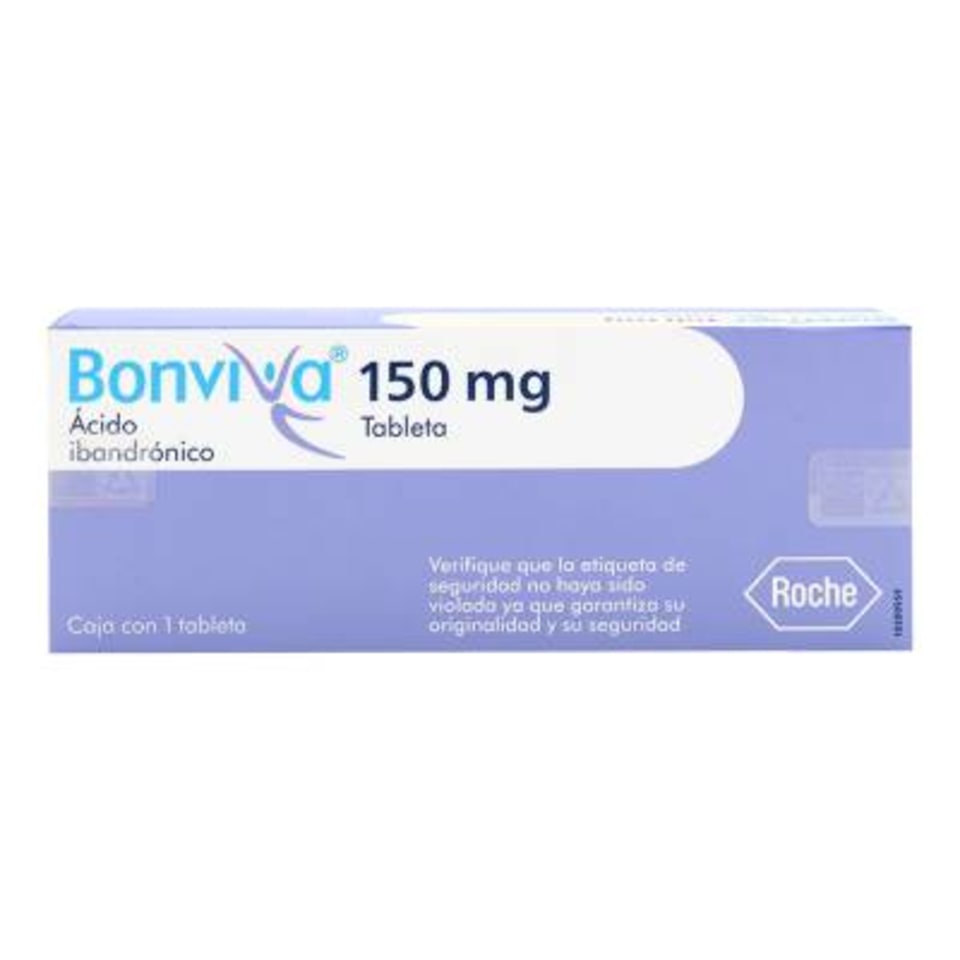 Bonviva® 150 mg
Ácido
ibandrónico
Tableta
Verifique que la etiqueta de
seguridad no haya sido
violada ya que garantiza su
originalidad y su seguridad
Caja con 1 tableta
Roche